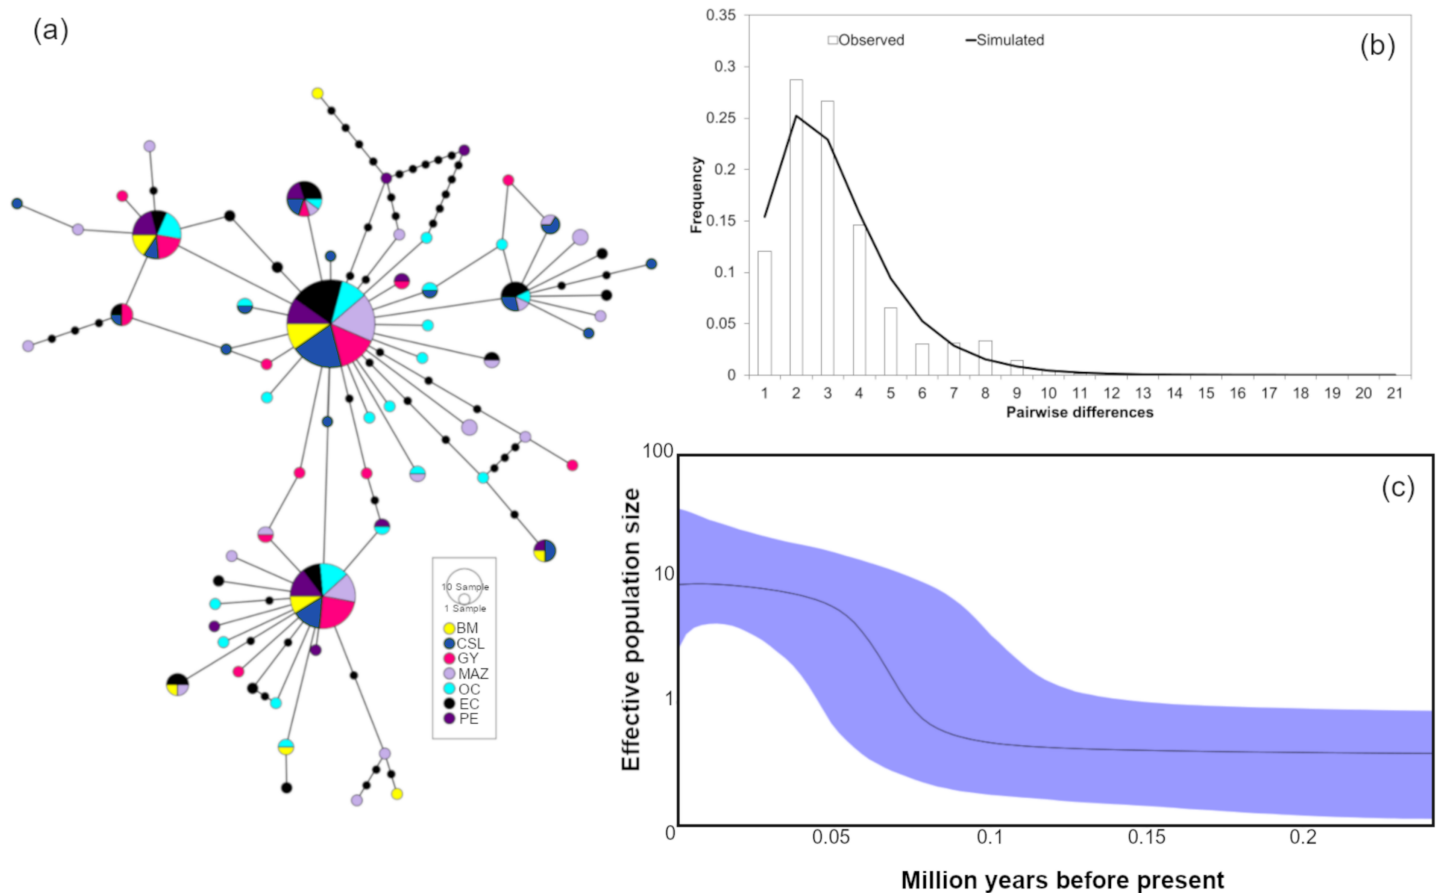 (a)
10 Sample
1 Sample
BM
CSL
GY
MAZ
OC
EC
PE
(b)
Observed
Simulated
Frequency
0.35
0.3
0.25
0.2
0.15
0.1
0.05
0
1 2 3 4 5 6 7 8 9 10 11 12 13 14 15 16 17 18 19 20 21
Pairwise differences
(c)
Effective population size
100
10
1
0
0.05 0.1 0.15 0.2
Million years before present